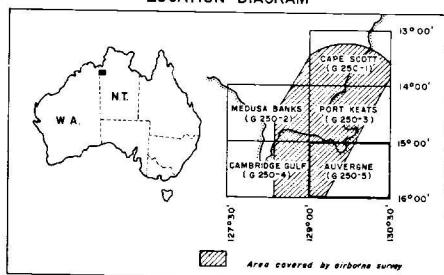 LOCATION DIAGRAM
13°00'
CAPE SCOTT
(G 250-1)
14°00'
MEDUSA BANKS
(G 250-2)
PORT KEATS
(G 250-3)
15°00'
CAMBRIDGE GULF
(G 250-4)
AUVERGNE
(G 250-5)
16°00'
127°30'
129°00'
130°30'
W A.
N.T.
Area covered by airborne survey